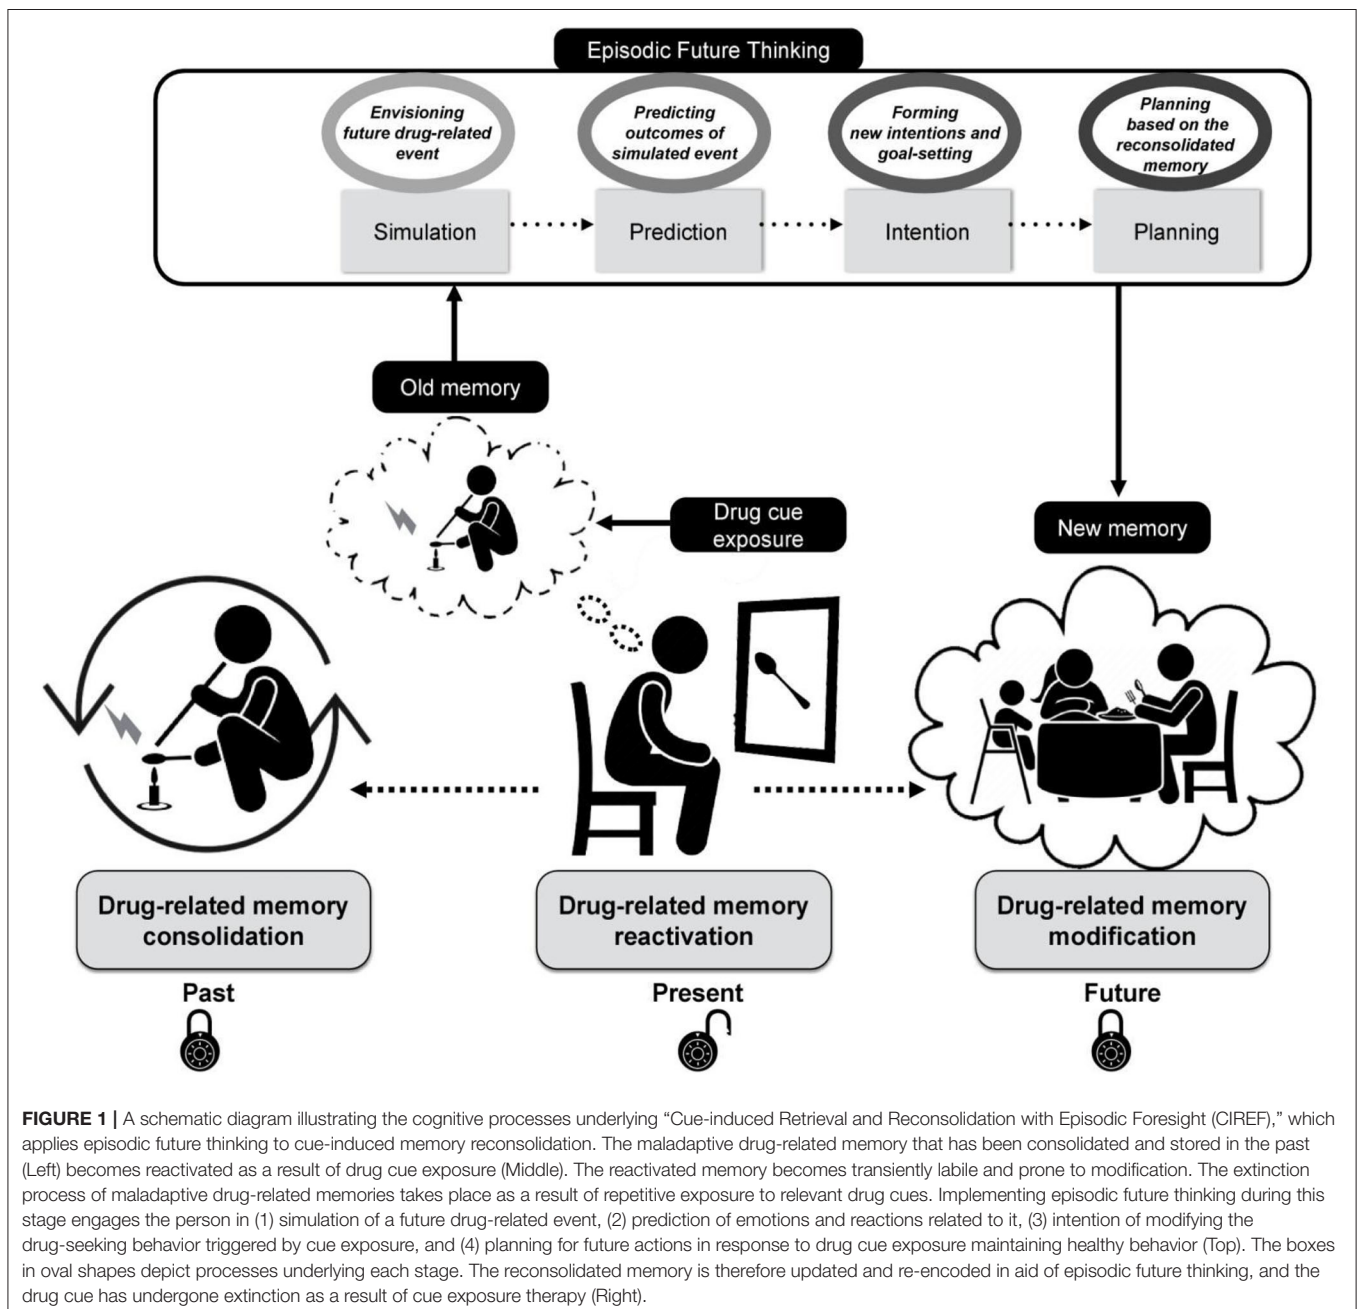 Episodic Future Thinking
Envisioning
future drug-related
event
Predicting
outcomes of
simulated event
Forming
new intentions and
goal-setting
Planning
based on the
reconsolidated
memory
Simulation
Prediction
Intention
Planning
Old memory
Drug cue
exposure
New memory
Drug-related memory
consolidation
Drug-related memory
reactivation
Drug-related memory
modification
Past
Present
Future
FIGURE 1 | A schematic diagram illustrating the cognitive processes underlying “Cue-induced Retrieval and Reconsolidation with Episodic Foresight (CIREF),” which
applies episodic future thinking to cue-induced memory reconsolidation. The maladaptive drug-related memory that has been consolidated and stored in the past
(Left) becomes reactivated as a result of drug cue exposure (Middle). The reactivated memory becomes transiently labile and prone to modification. The extinction
process of maladaptive drug-related memories takes place as a result of repetitive exposure to relevant drug cues. Implementing episodic future thinking during this
stage engages the person in (1) simulation of a future drug-related event, (2) prediction of emotions and reactions related to it, (3) intention of modifying the
drug-seeking behavior triggered by cue exposure, and (4) planning for future actions in response to drug cue exposure maintaining healthy behavior (Top). The boxes
in oval shapes depict processes underlying each stage. The reconsolidated memory is therefore updated and re-encoded in aid of episodic future thinking, and the
drug cue has undergone extinction as a result of cue exposure therapy (Right).